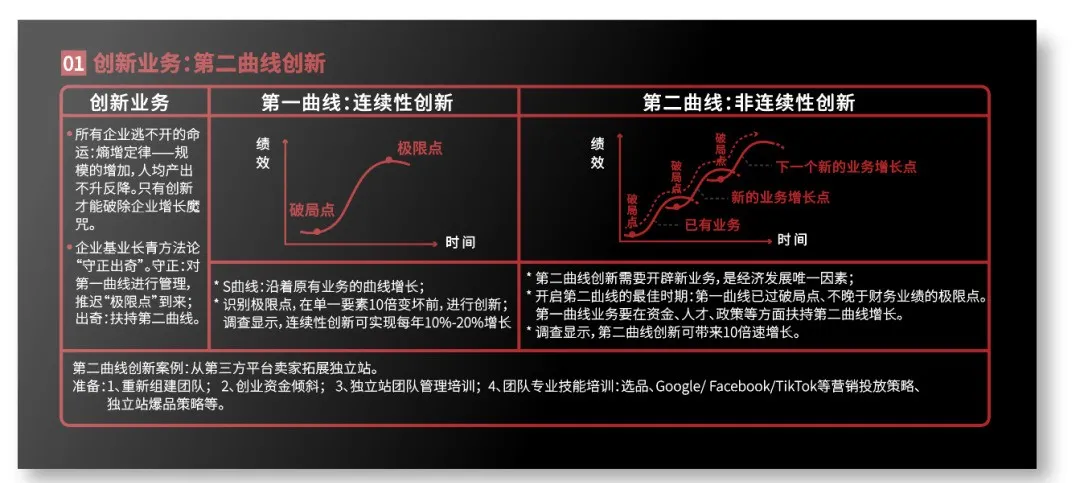 01 创新业务:第二曲线创新
创新业务
第一曲线:连续性创新
第二曲线:非连续性创新
•所有企业逃不开的命
运:熵增定律——规
模的增加,人均产出
不升反降。只有创新
才能破除企业增长魔
咒。
•企业基业长青方法论
“守正出奇”。守正:对
第一曲线进行管理,
推迟“极限点”到来;
出奇:扶持第二曲线。
绩效
极限点
破局点
时间
绩效
破局点
破局点
破局点
下一个新的业务增长点
新的业务增长点
已有业务
时间
* S曲线:沿着原有业务的曲线增长;
* 识别极限点,在单一要素10倍变坏前,进行创新;
调查显示,连续性创新可实现每年10%-20%增长
* 第二曲线创新需要开辟新业务,是经济发展唯一因素;
* 开启第二曲线的最佳时期:第一曲线已过破局点、不晚于财务业绩的极限点。
第一曲线业务要在资金、人才、政策等方面扶持第二曲线增长。
* 调查显示,第二曲线创新可带来10倍速增长。
第二曲线创新案例:从第三方平台卖家拓展独立站。
准备:1、重新组建团队; 2、创业资金倾斜; 3、独立站团队管理培训; 4、团队专业技能培训:选品、Google/ Facebook/TikTok等营销投放策略、
独立站爆品策略等。